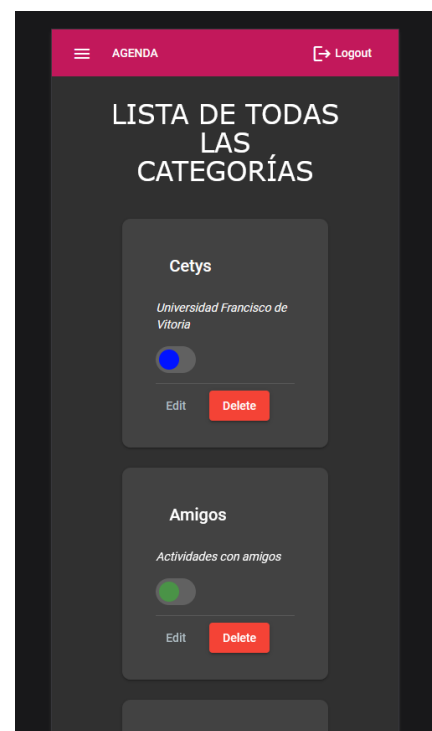 AGENDA
Logout
LISTA DE TODAS
LAS
CATEGORÍAS
Cetys
Universidad Francisco de
Vitoria
Edit
Delete
Amigos
Actividades con amigos
Edit
Delete